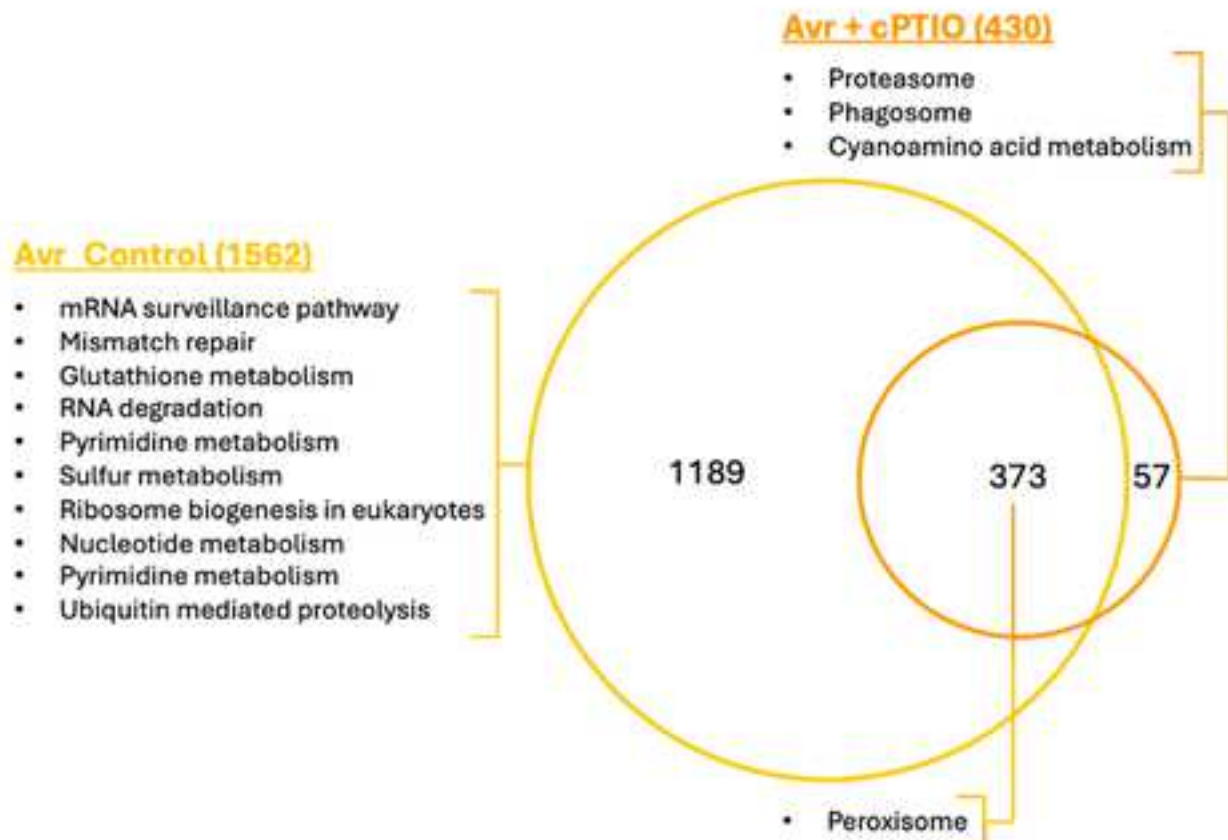 Avr + cPTIO (430)
• Proteasome
• Phagosome
• Cyanoamino acid metabolism
Avr Control (1562)
• mRNA surveillance pathway
• Mismatch repair
• Glutathione metabolism
• RNA degradation
• Pyrimidine metabolism
• Sulfur metabolism
• Ribosome biogenesis in eukaryotes
• Nucleotide metabolism
• Pyrimidine metabolism
• Ubiquitin mediated proteolysis
1189
373
57
• Peroxisome